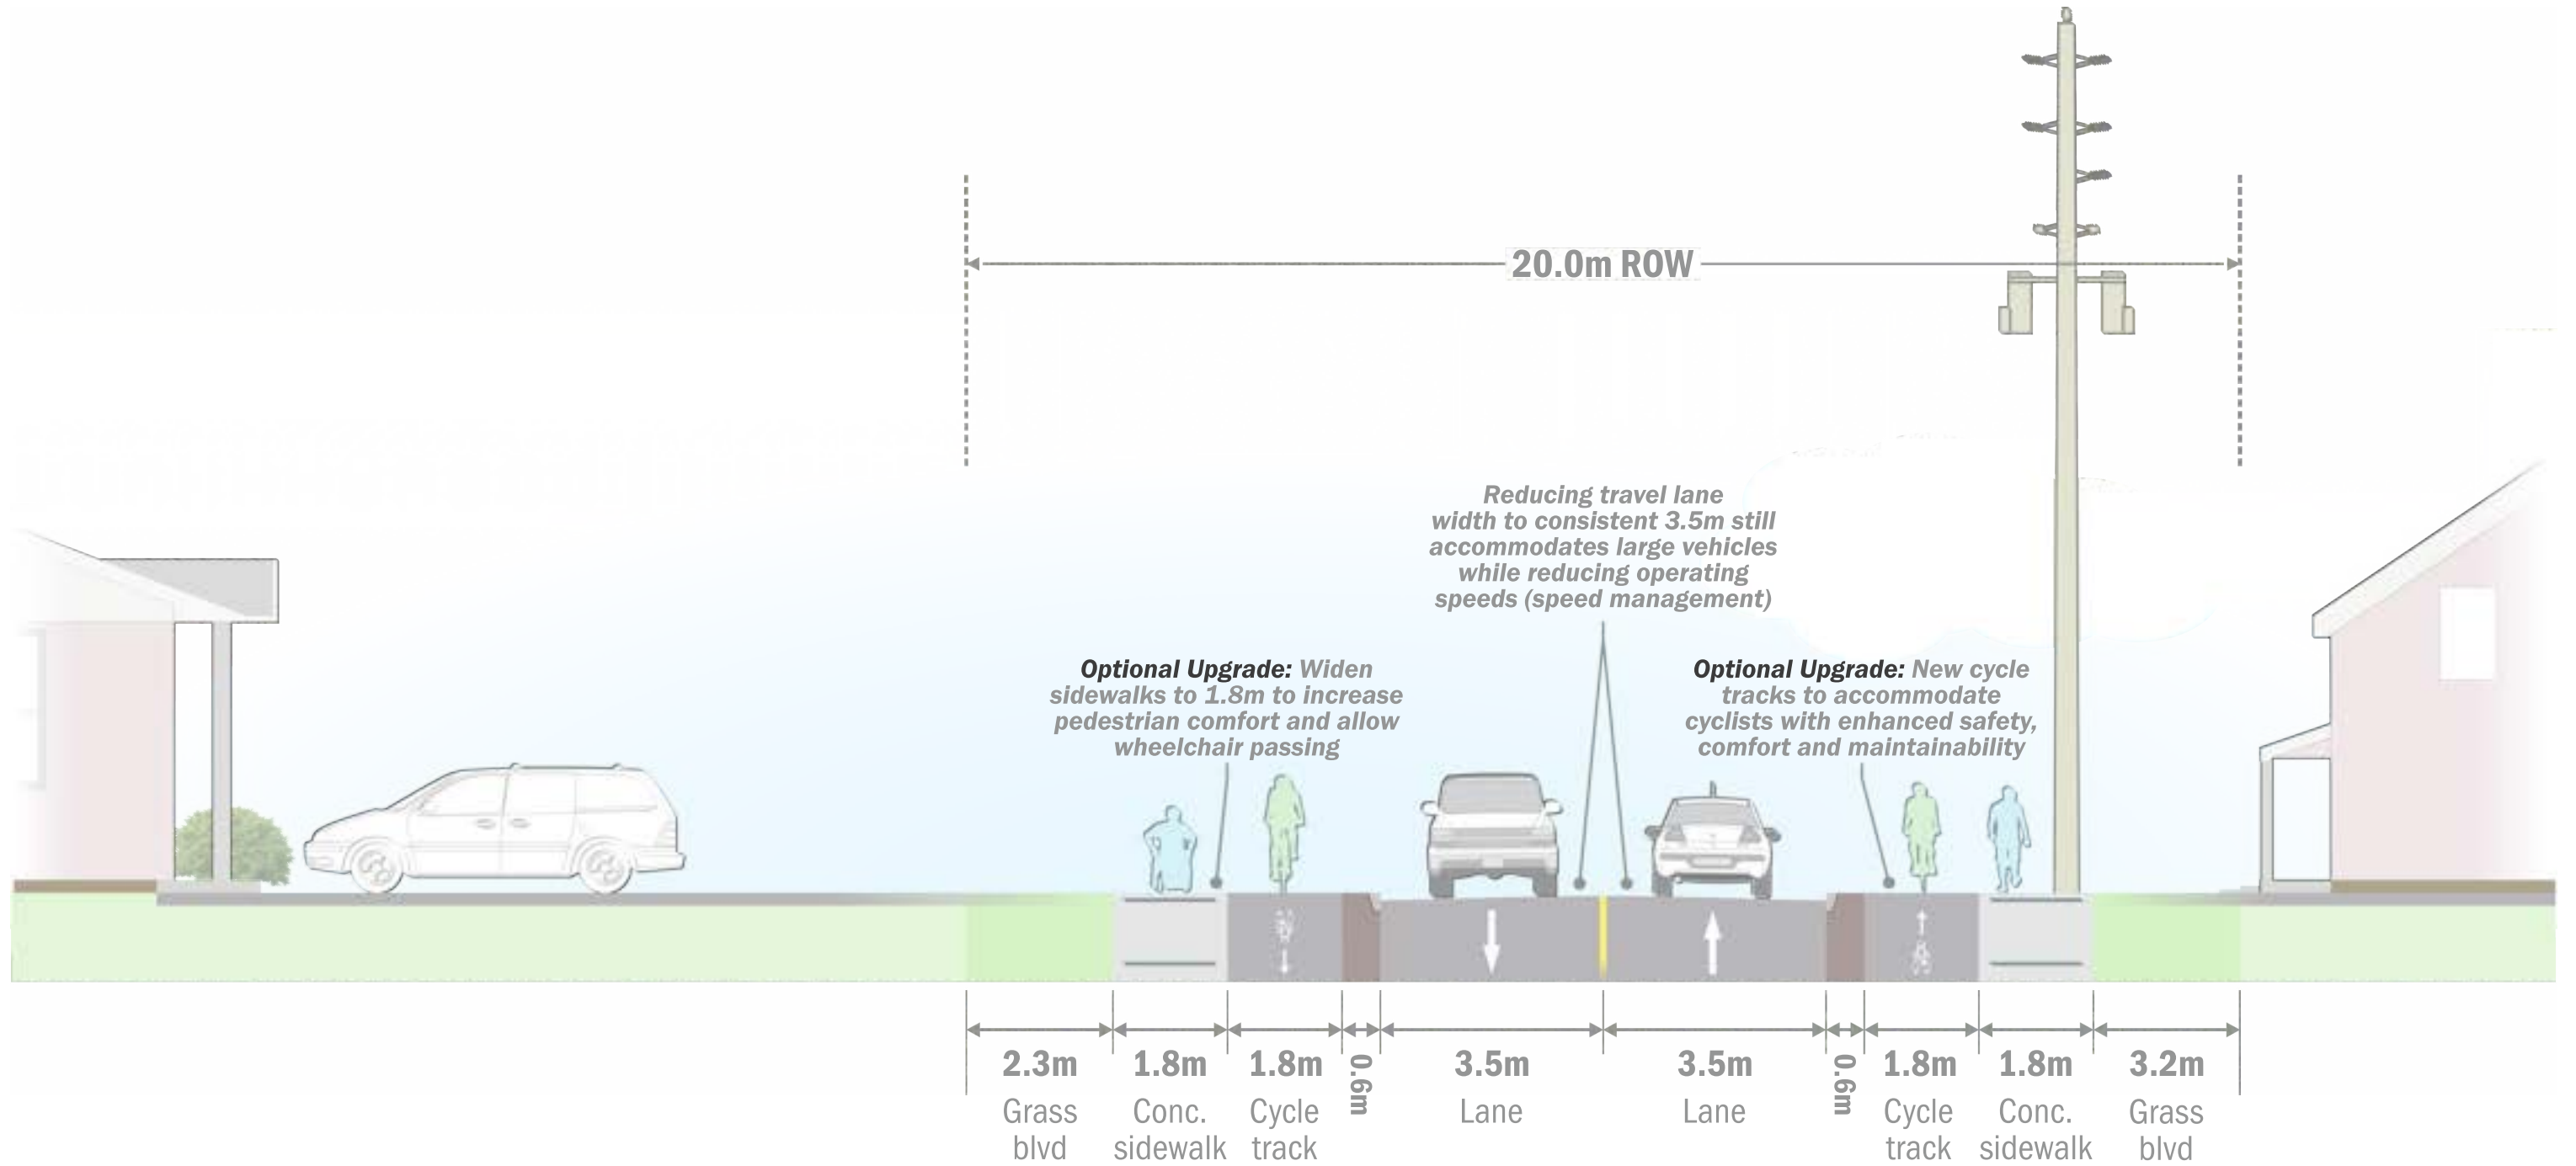 20.0m ROW
Reducing travel lane
width to consistent 3.5m still
accommodates large vehicles
while reducing operating
speeds (speed management)
Optional Upgrade: Widen
sidewalks to 1.8m to increase
pedestrian comfort and allow
wheelchair passing
Optional Upgrade: New cycle
tracks to accommodate
cyclists with enhanced safety,
comfort and maintainability
2.3m
Grass
blvd
1.8m
Conc.
sidewalk
1.8m
Cycle
track
0.6m
3.5m
Lane
3.5m
Lane
0.6m
1.8m
Cycle
track
1.8m
Conc.
sidewalk
3.2m
Grass
blvd